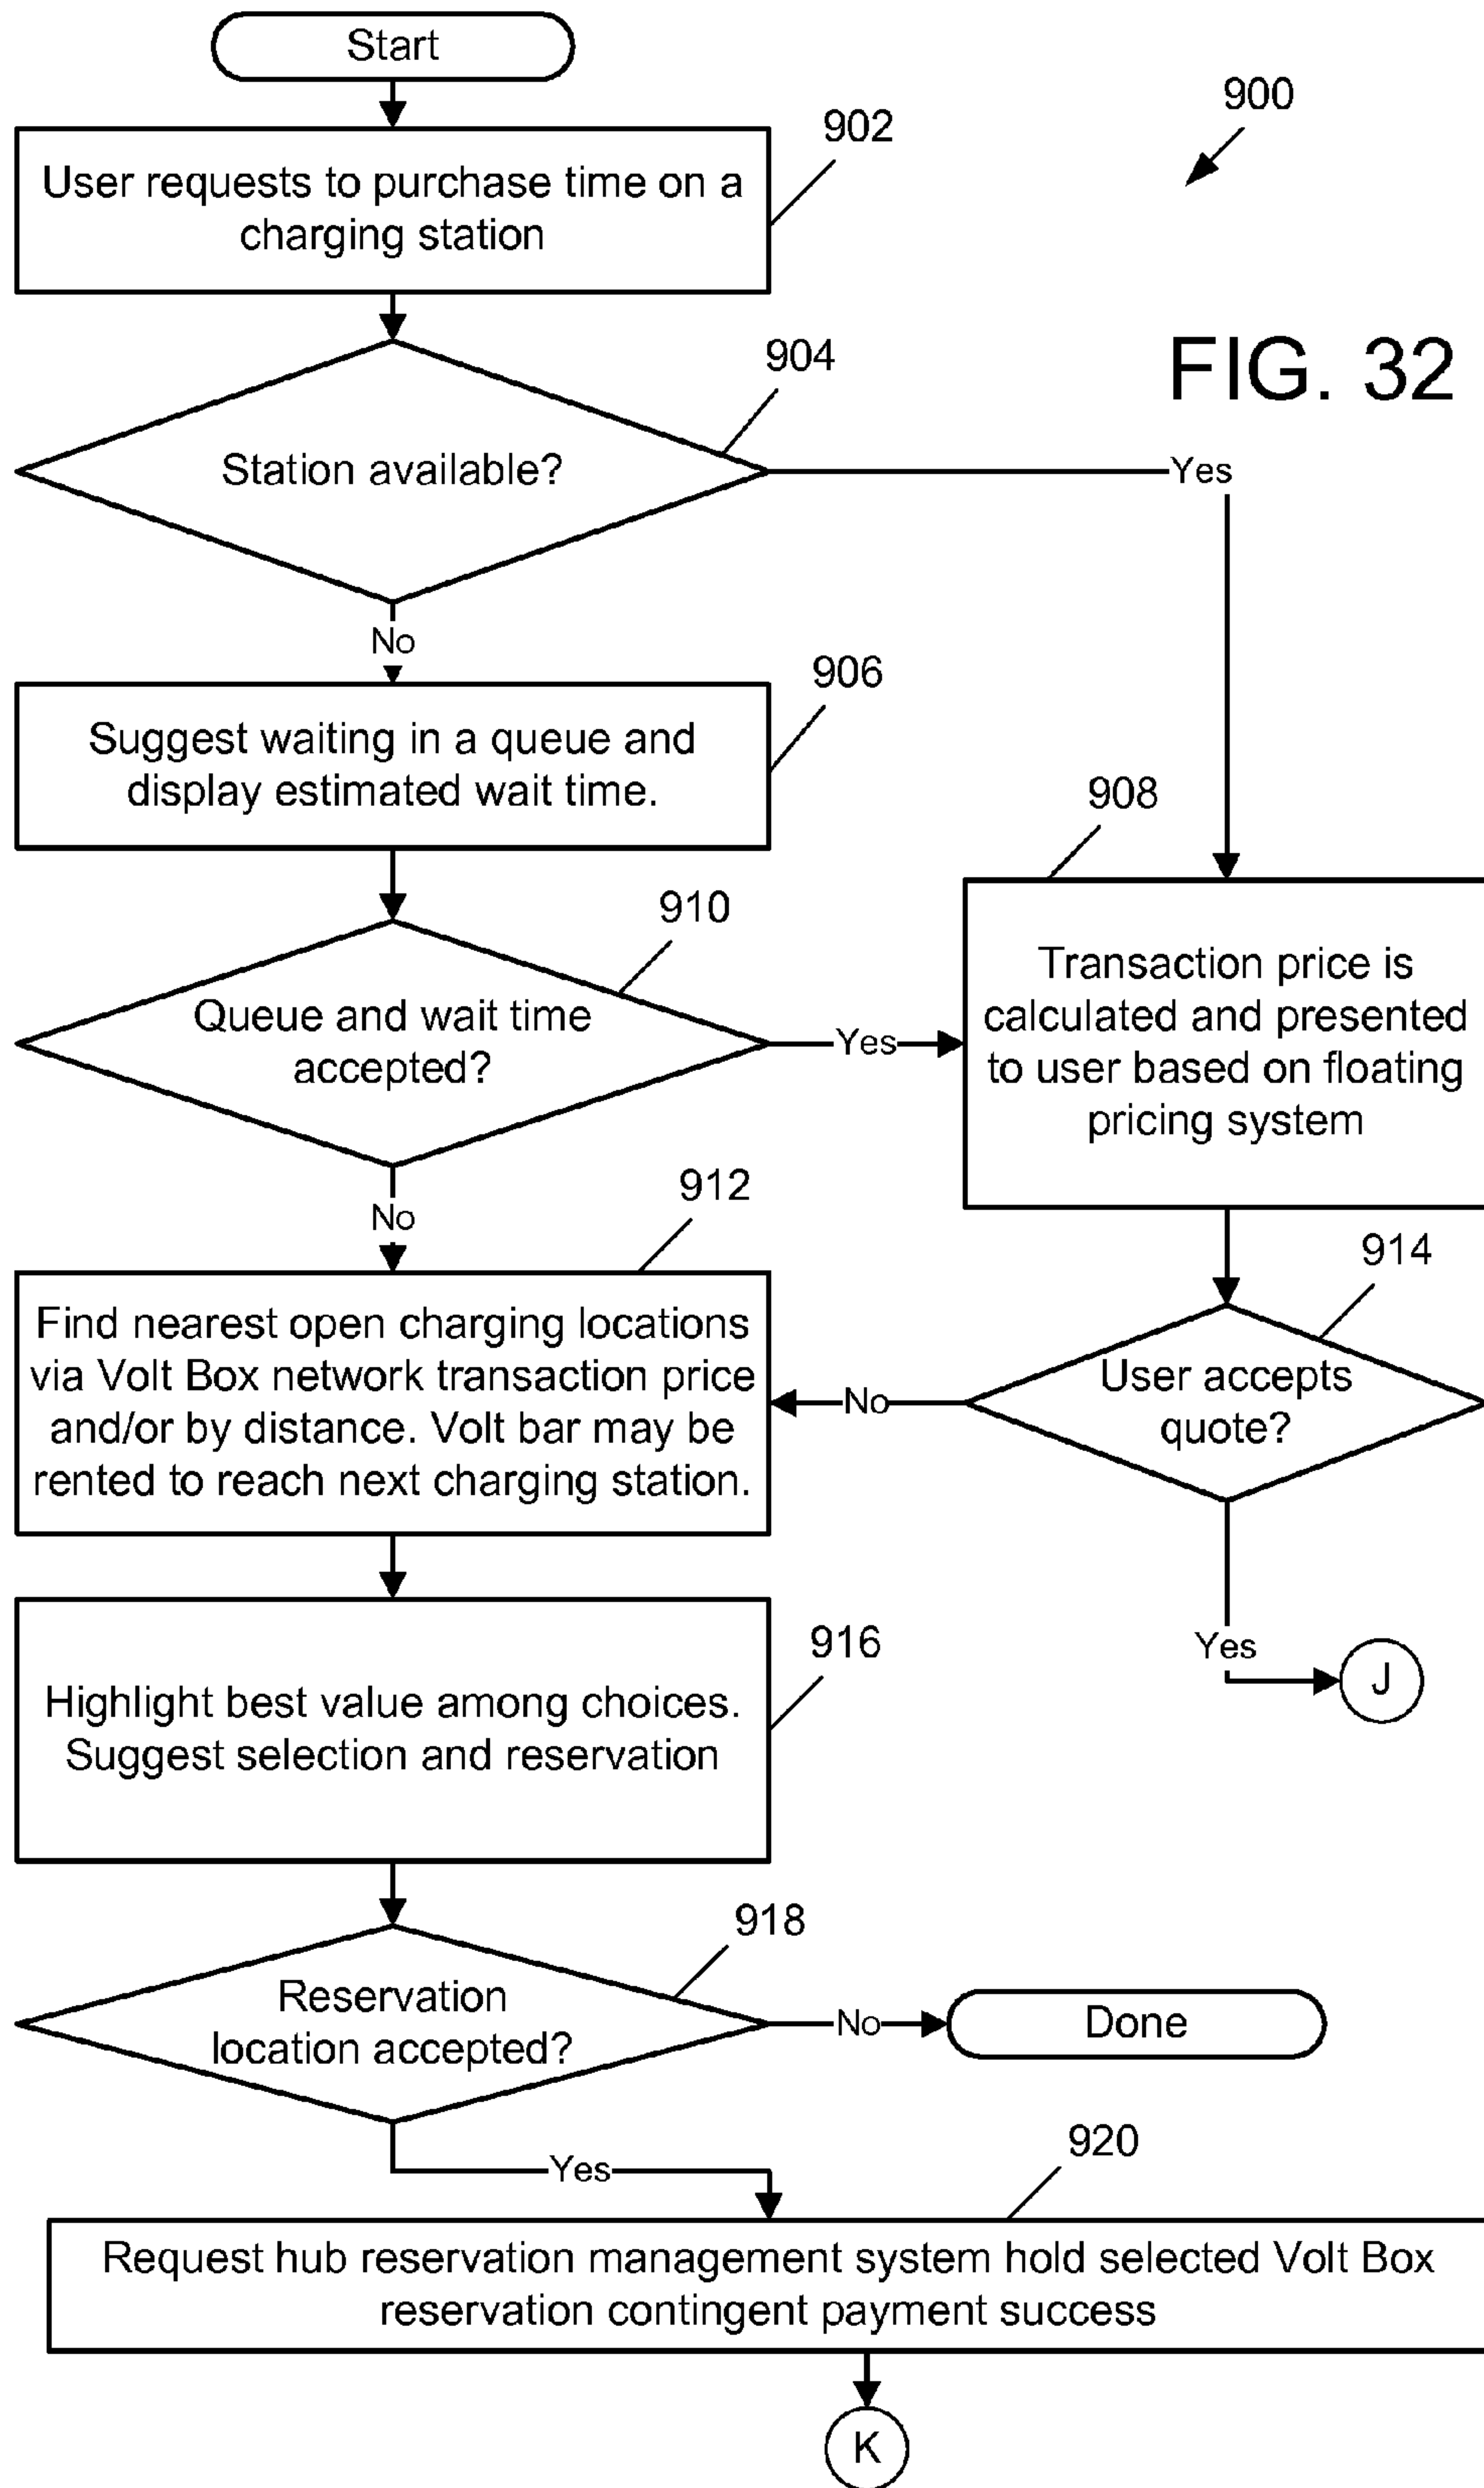 Start
900
902
User requests to purchase time on a
charging station
FIG. 32
904
Station available?
Yes
No
906
Suggest waiting in a queue and
display estimated wait time.
908
Transaction price is
calculated and presented
to user based on floating
pricing system
910
Queue and wait time
accepted?
Yes
No
912
Find nearest open charging locations
via Volt Box network transaction price
and/or by distance. Volt bar may be
rented to reach next charging station.
914
User accepts
quote?
No
Yes
J
916
Highlight best value among choices.
Suggest selection and reservation
918
Reservation
location accepted?
No
Done
Yes
920
Request hub reservation management system hold selected Volt Box
reservation contingent payment success
K